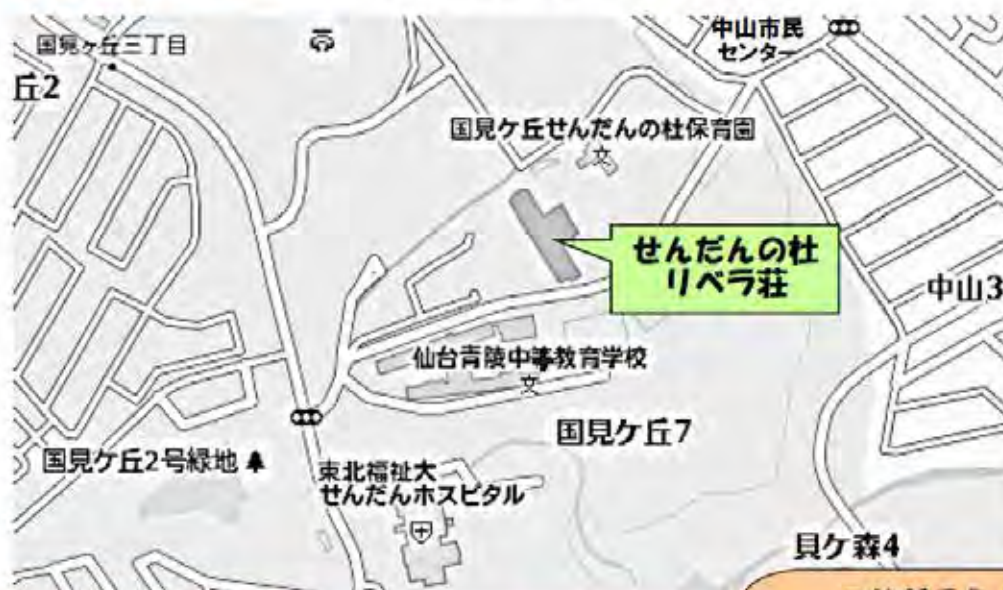 中山市民
センター
国見ヶ丘三丁目
丘2
国見ケ丘せんだんの杜保育園
せんだんの杜
リベラ荘
中山3
仙台青陵中等教育学校
国見ケ丘7
国見ケ丘2号緑地
東北福祉大
せんだんホスピタル
貝ケ森4